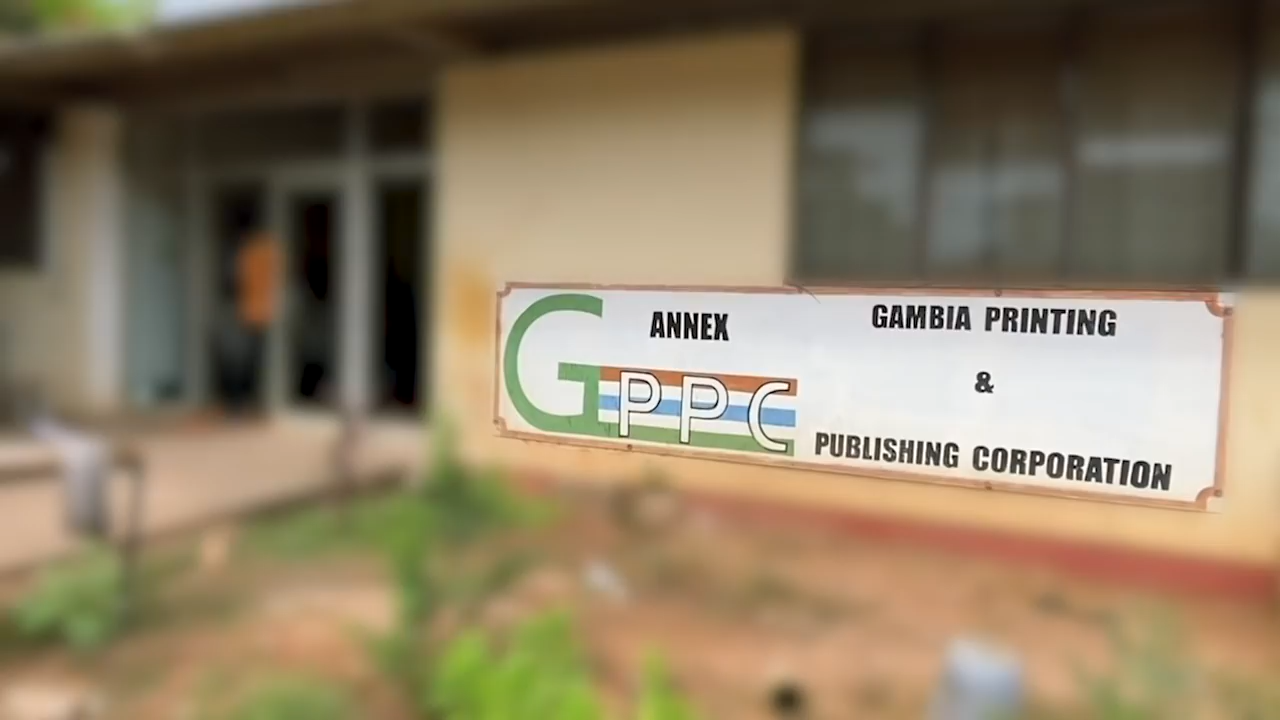 ANNEX
GPPC
GAMBIA PRINTING
&
PUBLISHING CORPORATION